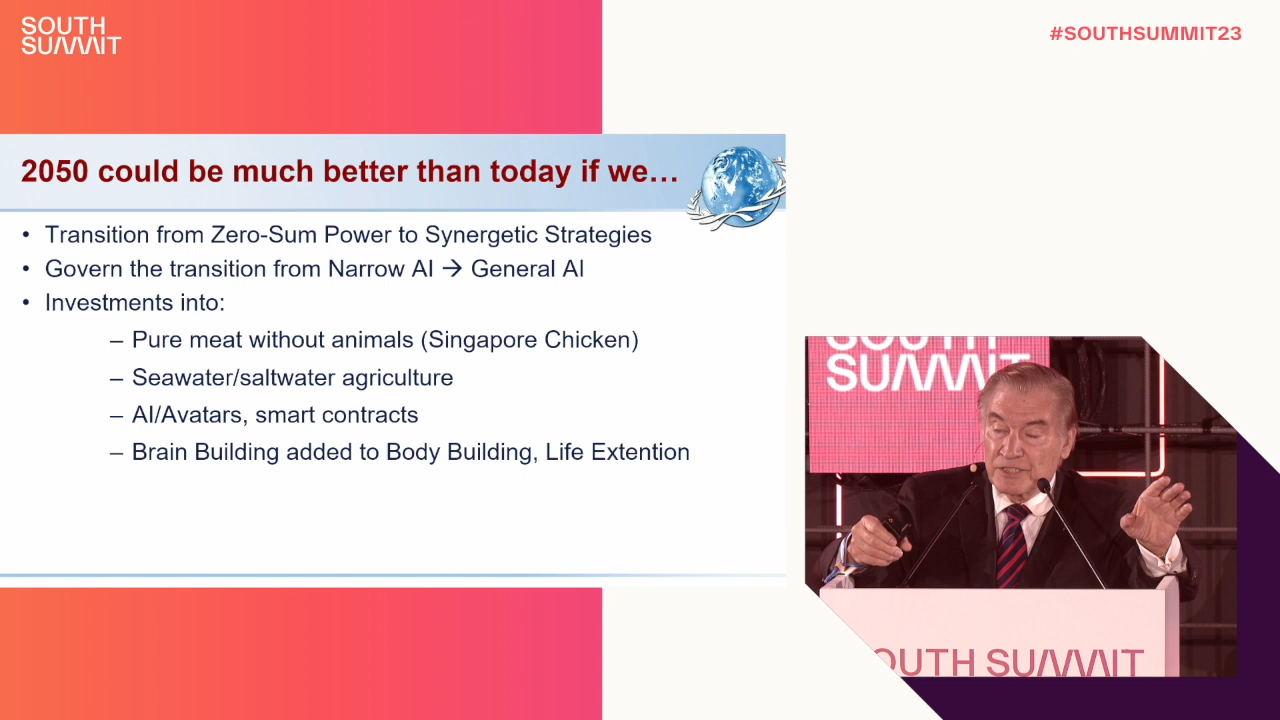 SOUTH
SUMMIT
#SOUTHSUMMIT23
2050 could be much better than today if we…
• Transition from Zero-Sum Power to Synergetic Strategies
• Govern the transition from Narrow AI → General AI
• Investments into:
– Pure meat without animals (Singapore Chicken)
– Seawater/saltwater agriculture
– AI/Avatars, smart contracts
– Brain Building added to Body Building, Life Extention
SOUTH
SUMMIT
OUTH SUMMIT